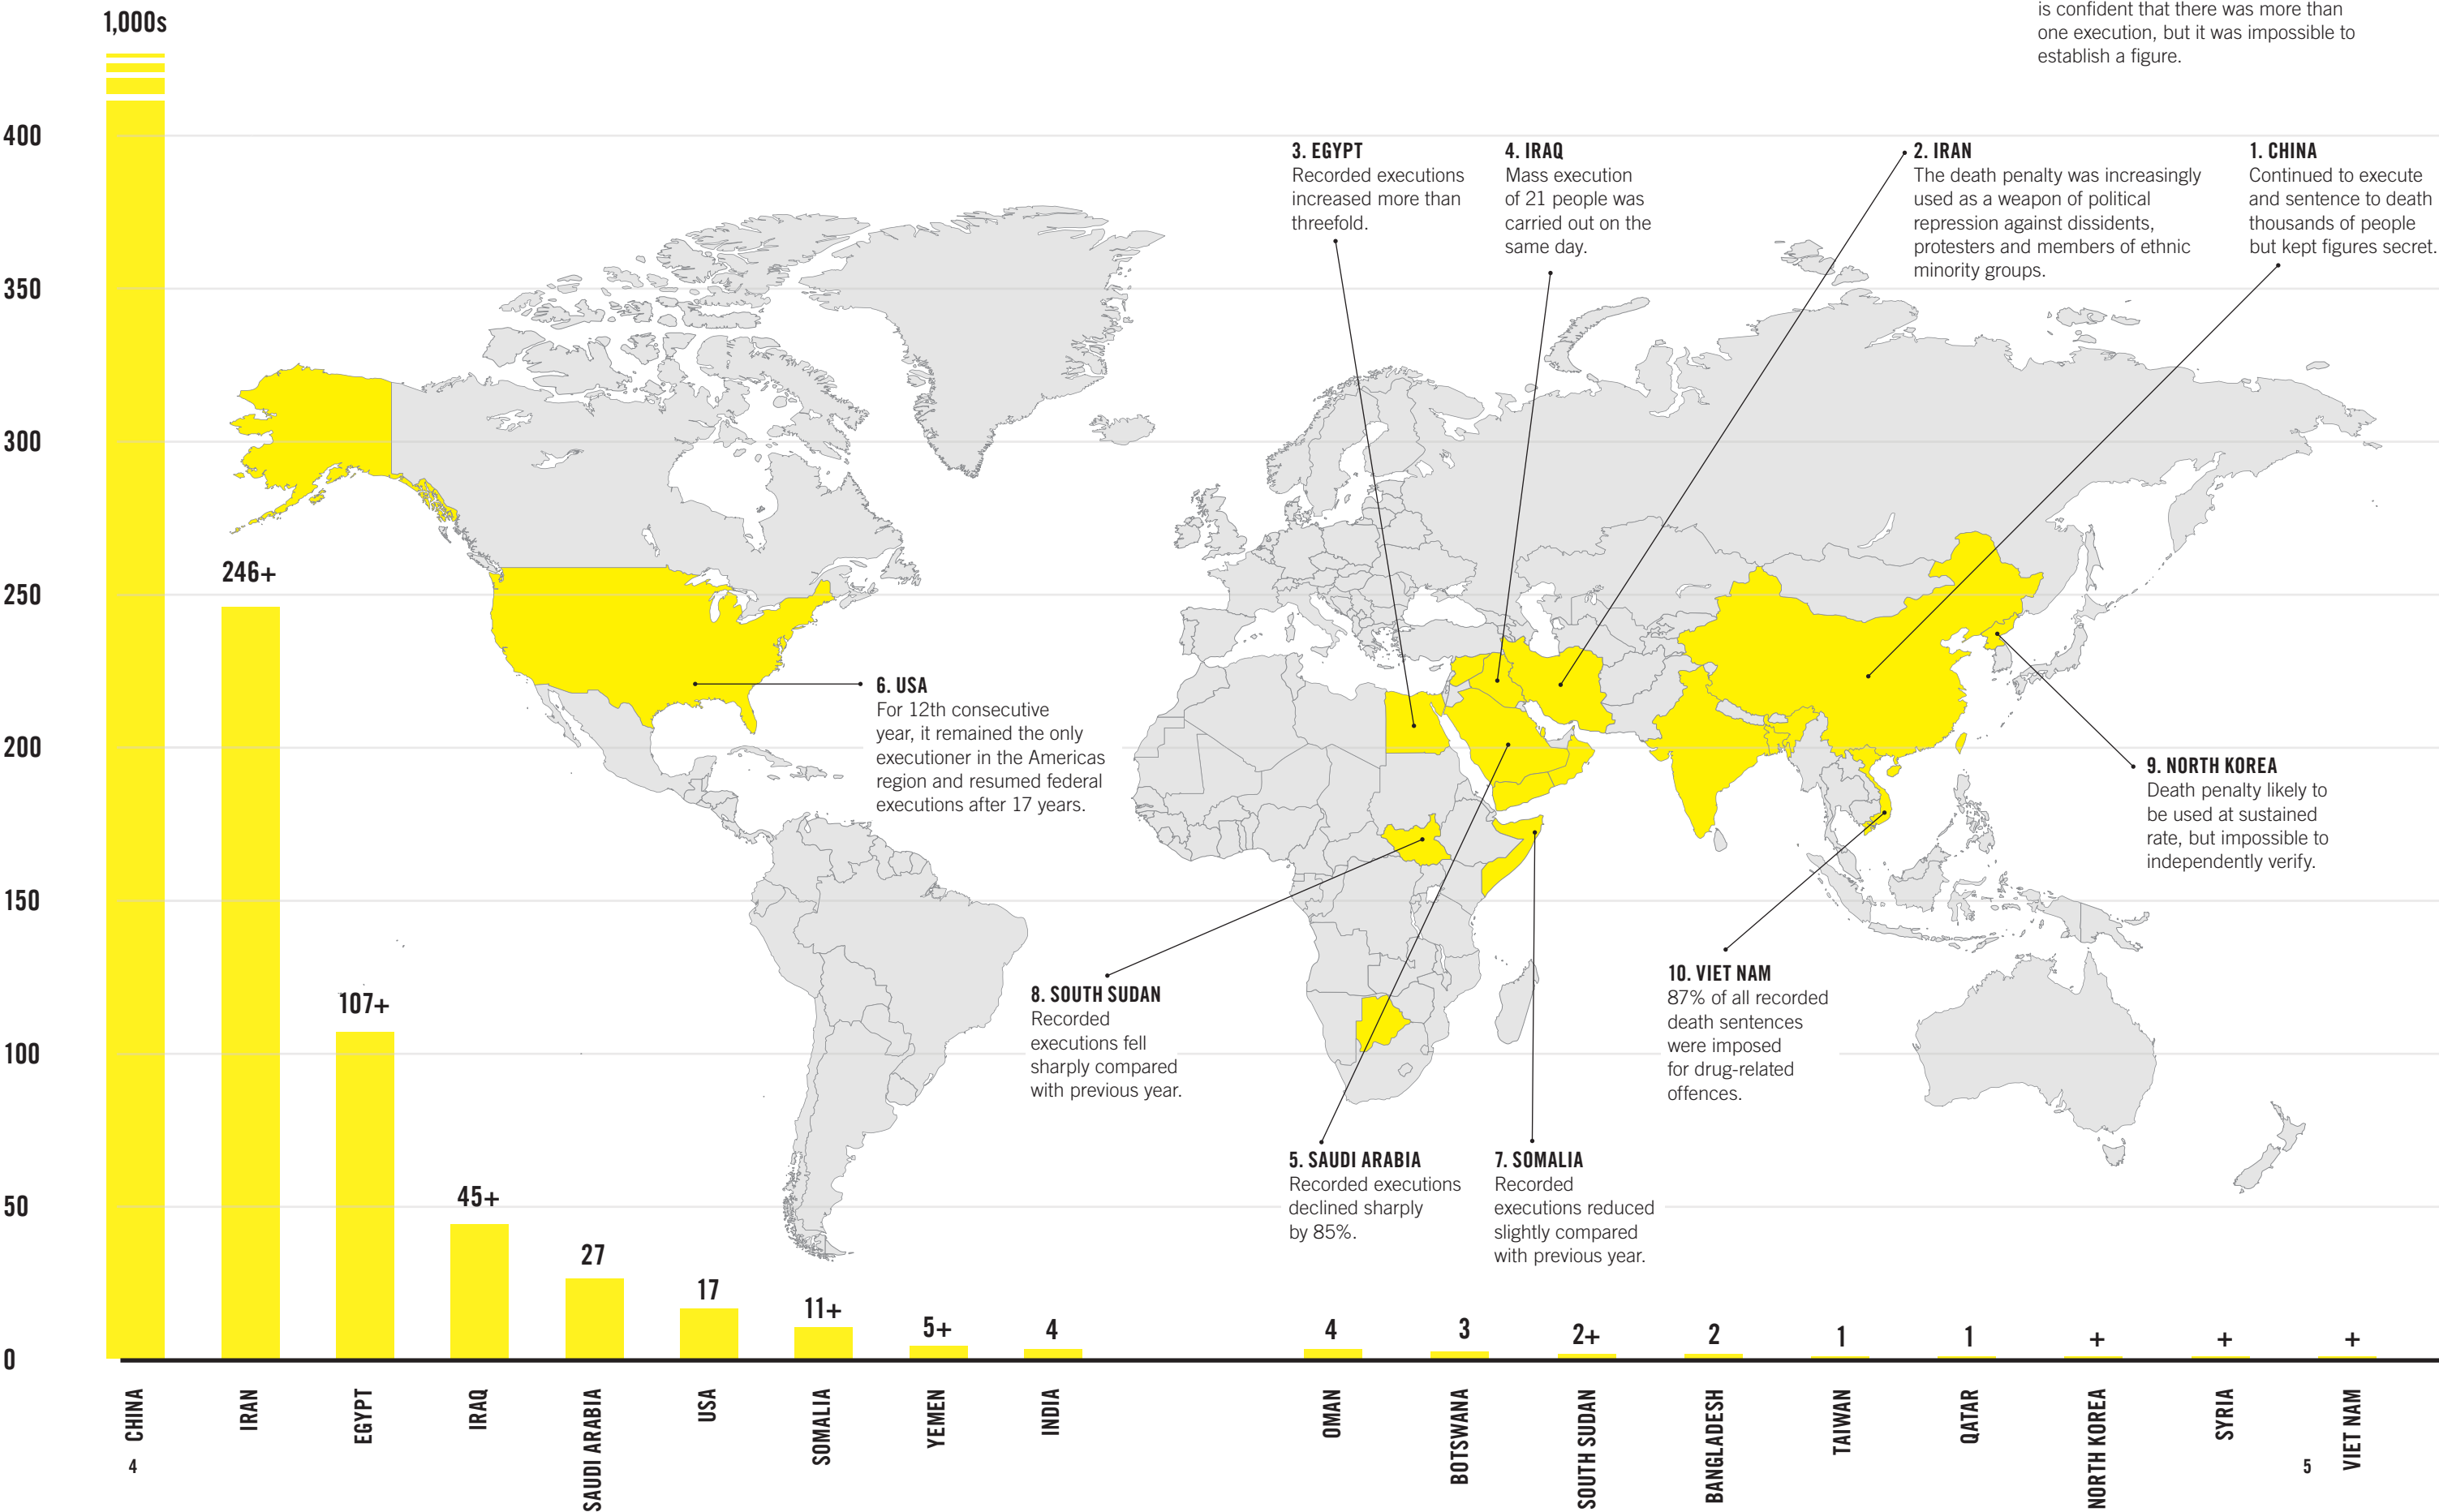 1,000s
is confident that there was more than
one execution, but it was impossible to
establish a figure.
400
350
300
250
200
150
100
50
0
3. EGYPT
Recorded executions
increased more than
threefold.
4. IRAQ
Mass execution
of 21 people was
carried out on the
same day.
2. IRAN
The death penalty was increasingly
used as a weapon of political
repression against dissidents,
protesters and members of ethnic
minority groups.
1. CHINA
Continued to execute
and sentence to death
thousands of people
but kept figures secret.
6. USA
For 12th consecutive
year, it remained the only
executioner in the Americas
region and resumed federal
executions after 17 years.
9. NORTH KOREA
Death penalty likely to
be used at sustained
rate, but impossible to
independently verify.
8. SOUTH SUDAN
Recorded
executions fell
sharply compared
with previous year.
10. VIET NAM
87% of all recorded
death sentences
were imposed
for drug-related
offences.
5. SAUDI ARABIA
Recorded executions
declined sharply
by 85%.
7. SOMALIA
Recorded
executions reduced
slightly compared
with previous year.
246+
107+
45+
27
17
11+
5+
4
4
3
2+
2
1
1
+
+
+
CHINA
IRAN
EGYPT
IRAQ
SAUDI ARABIA
USA
SOMALIA
YEMEN
INDIA
OMAN
BOTSWANA
SOUTH SUDAN
BANGLADESH
TAIWAN
QATAR
NORTH KOREA
SYRIA
VIET NAM
4
5